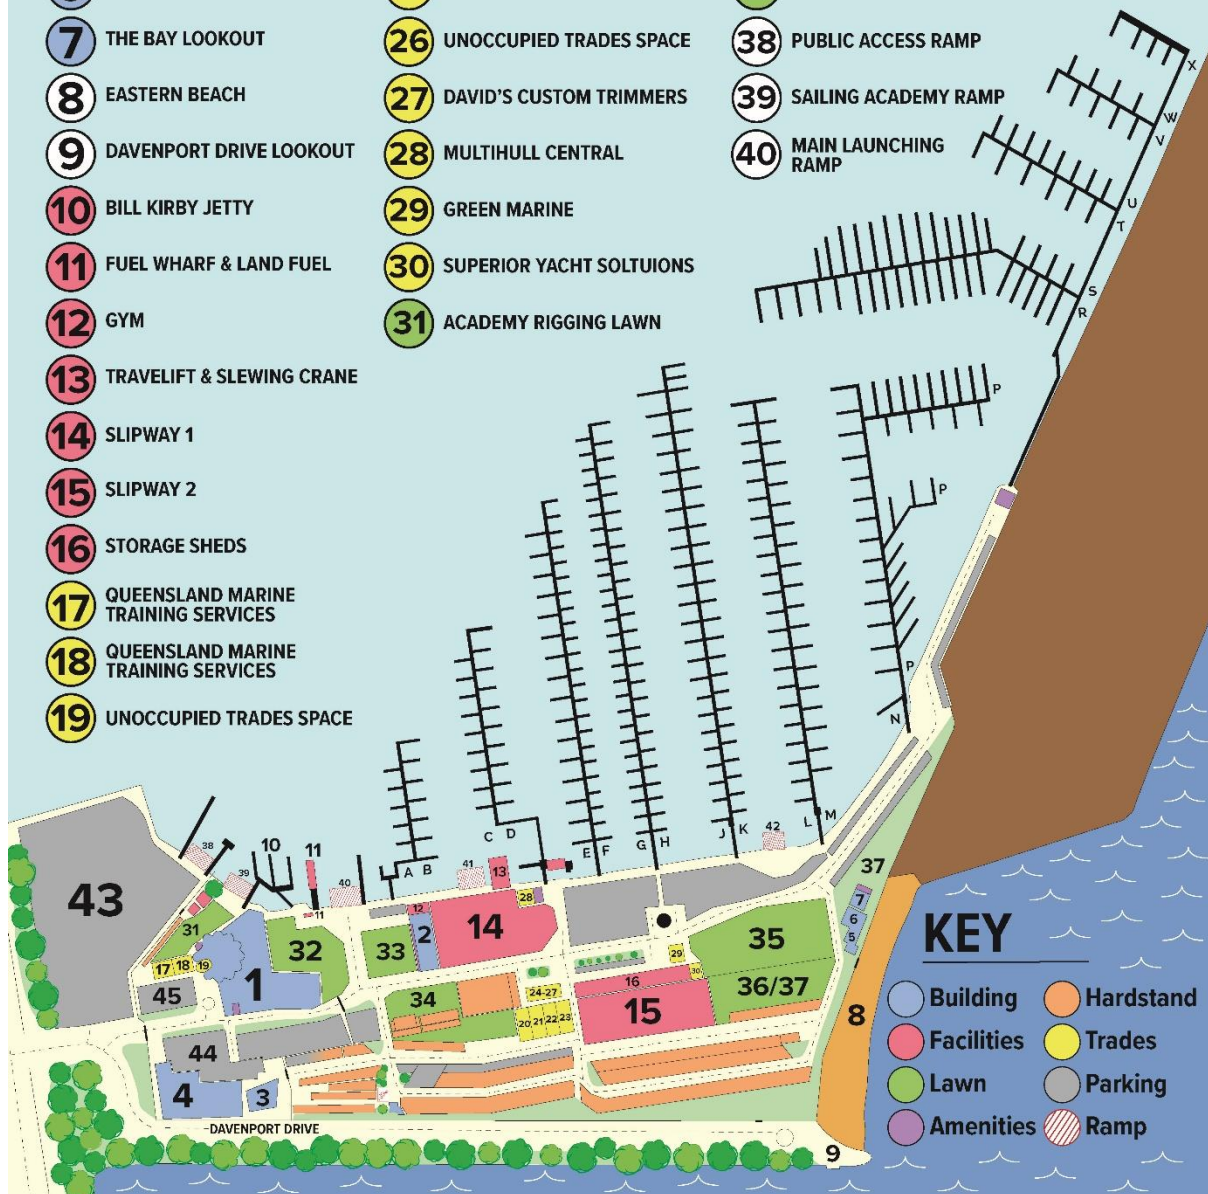 7 THE BAY LOOKOUT
8 EASTERN BEACH
9 DAVENPORT DRIVE LOOKOUT
10 BILL KIRBY JETTY
11 FUEL WHARF & LAND FUEL
12 GYM
13 TRAVELIFT & SLEWING CRANE
14 SLIPWAY 1
15 SLIPWAY 2
16 STORAGE SHEDS
17 QUEENSLAND MARINE
TRAINING SERVICES
18 QUEENSLAND MARINE
TRAINING SERVICES
19 UNOCCUPIED TRADES SPACE
26 UNOCCUPIED TRADES SPACE
27 DAVID'S CUSTOM TRIMMERS
28 MULTIHULL CENTRAL
29 GREEN MARINE
30 SUPERIOR YACHT SOLTUIONS
31 ACADEMY RIGGING LAWN
38 PUBLIC ACCESS RAMP
39 SAILING ACADEMY RAMP
40 MAIN LAUNCHING
RAMP
X
W
V
U
T
S
R
P
P
P
N
C D
A B
E F
G H
J K
L M
38
39
10
11
11
40
41
13
42
43
31
17 18 19
45
1
32
33
12
2
14
28
37
7
6
5
29
30
35
36/37
16
15
34
24-27
20 21 22 23
44
4
3
8
9
DAVENPORT DRIVE
KEY
Building
Hardstand
Facilities
Trades
Lawn
Parking
Amenities
Ramp